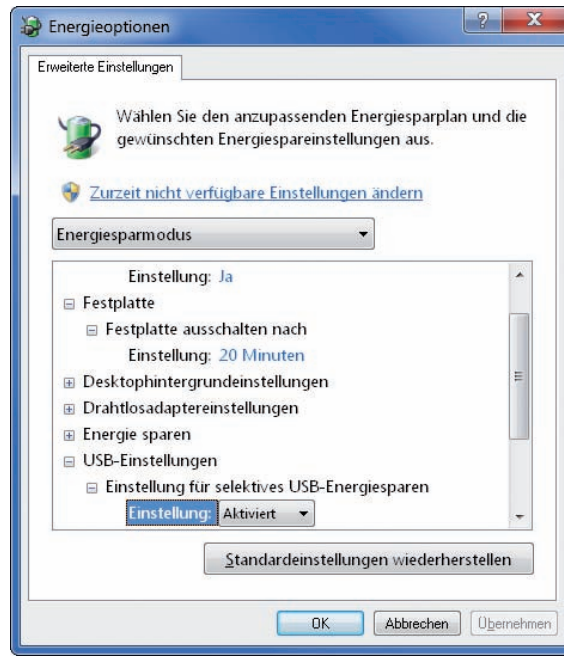 Energieoptionen
Erweiterte Einstellungen
Wählen Sie den anzupassenden Energiesparplan und die
gewünschten Energiespareinstellungen aus.
Zurzeit nicht verfügbare Einstellungen ändern
Energiesparmodus
Einstellung: Ja
Festplatte
Festplatte ausschalten nach
Einstellung: 20 Minuten
Desktophintergrundeinstellungen
Drahtlosadaptereinstellungen
Energie sparen
USB-Einstellungen
Einstellung für selektives USB-Energiesparen
Einstellung: Aktiviert
Standardeinstellungen wiederherstellen
OK Abbrechen Übernehmen